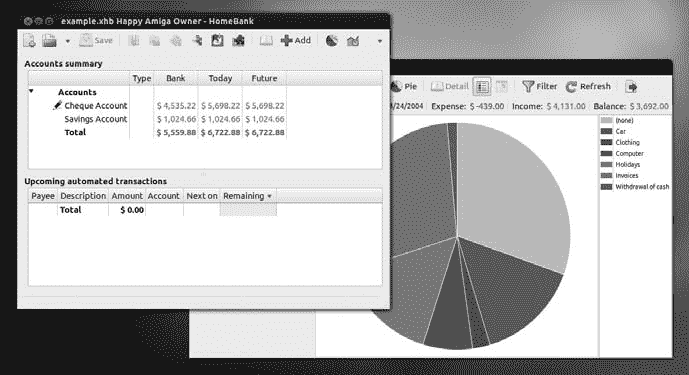 example.xhb Happy Amiga Owner - HomeBank
Save
Add
Accounts summary
Type Bank Today Future
Accounts
Cheque Account $ 4,535.22 $ 5,698.22 $ 5,698.22
Savings Account $ 1,024.66 $ 1,024.66 $ 1,024.66
Total $ 5,559.88 $ 6,722.88 $ 6,722.88
Upcoming automated transactions
Payee Description Amount Account Next on Remaining
Total $ 0.00
Pie Detail Filter Refresh
/24/2004 Expense: $ -439.00 Income: $ 4,131.00 Balance: $ 3,692.00
(none)
Car
Clothing
Computer
Holidays
Invoices
Withdrawal of cash